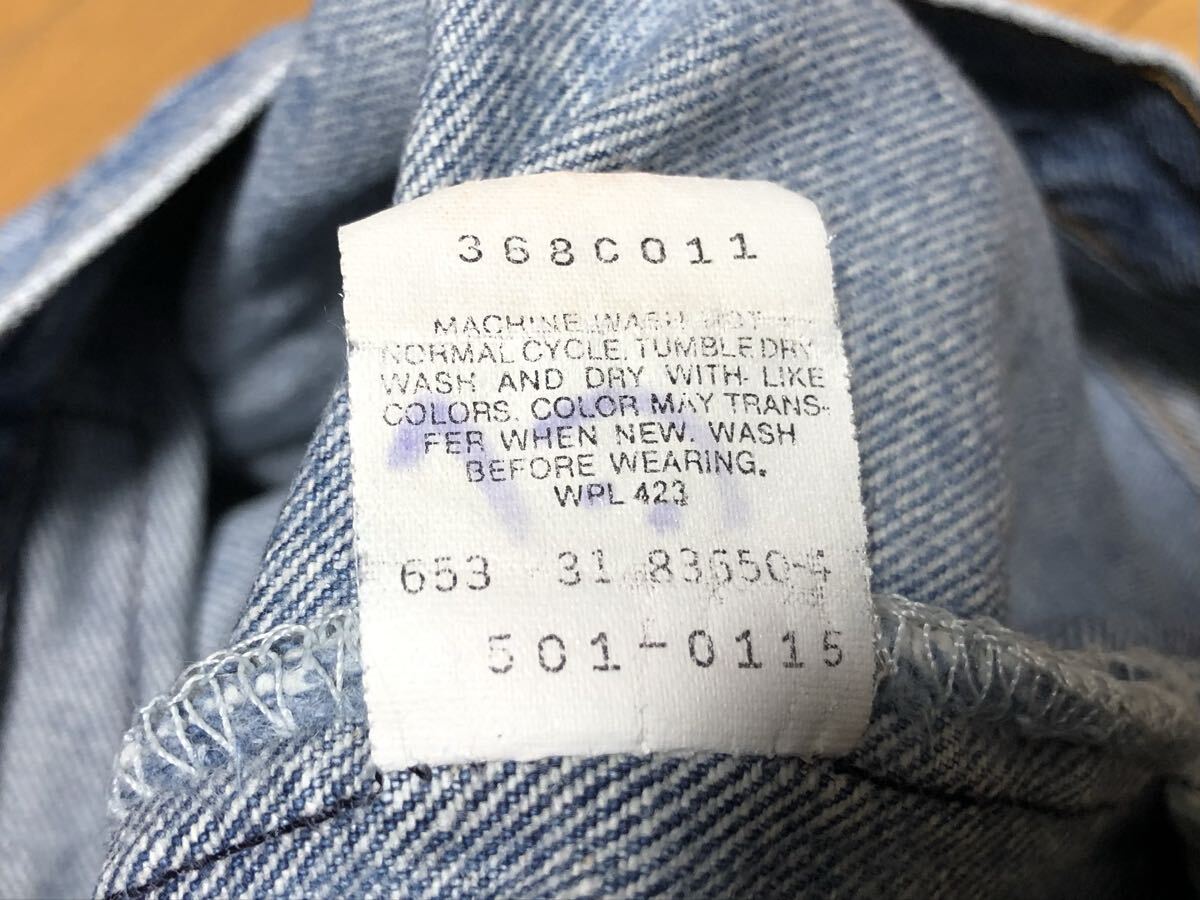 368C011
MACHINE WASH HOT
NORMAL CYCLE. TUMBLE DRY.
WASH AND DRY WITH LIKE
COLORS. COLOR MAY TRANS-
FER WHEN NEW. WASH
BEFORE WEARING.
WPL 423
653 31 83650-4
501-0115